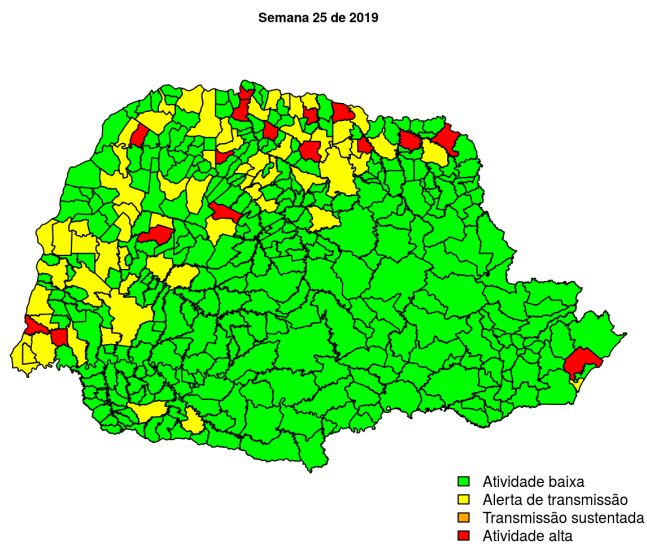 Semana 25 de 2019
Atividade baixa
Alerta de transmissão
Transmissão sustentada
Atividade alta